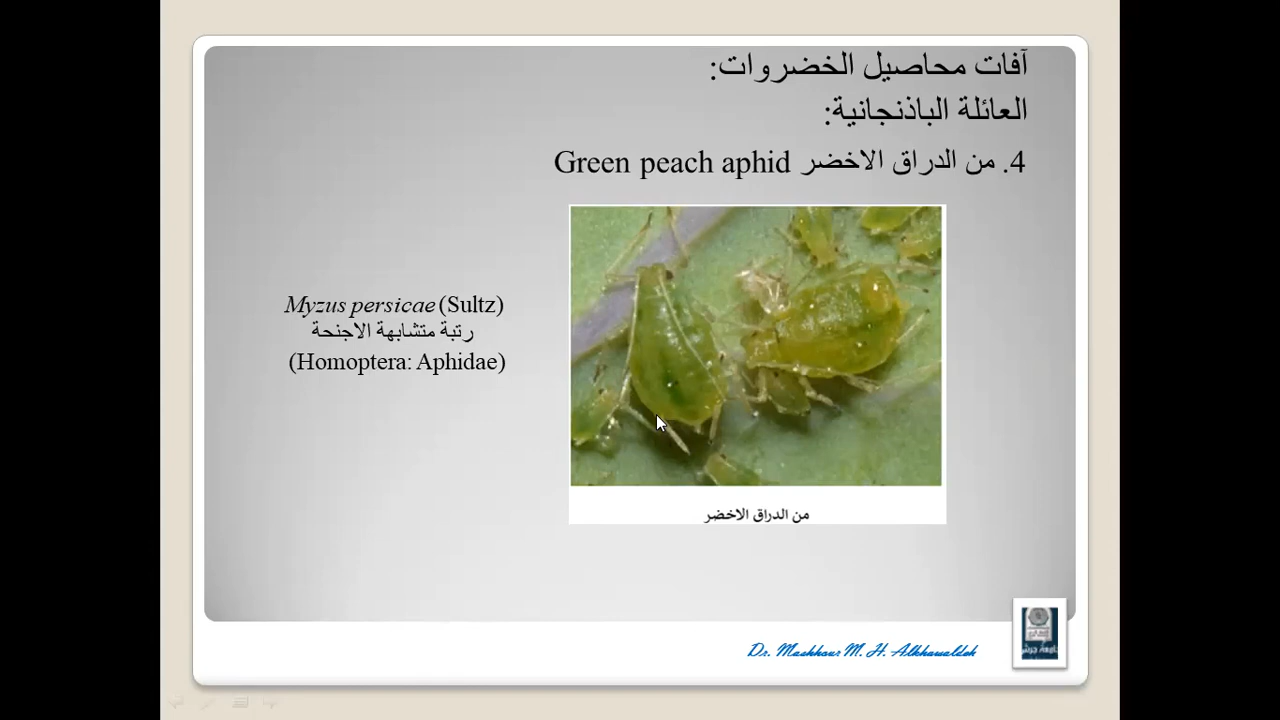 آفات محاصيل الخضروات:
العائلة الباذنجانية:
4. من الدراق الاخضر Green peach aphid
Myzus persicae (Sultz)
رتبة متشابهة الاجنحة
(Homoptera: Aphidae)
من الدراق الاخضر
Dr. Mashhour M. H. Alkhawaldeh